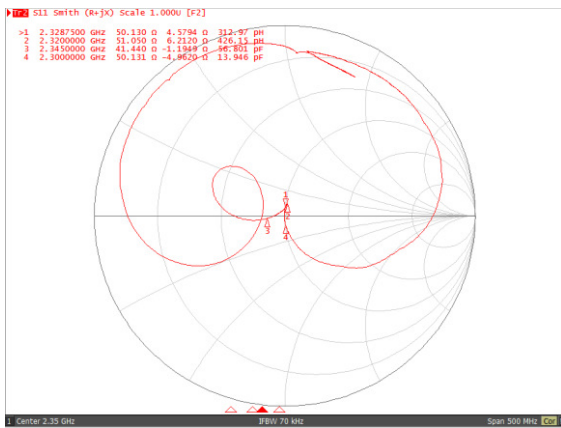 Tr2 S11 Smith (R+jX) Scale 1.000U [F2]
>1 2.3287500 GHz 50.130 Ω 4.5794 Ω 312.97 pH
2 2.3200000 GHz 51.050 Ω 6.2120 Ω 426.15 pH
3 2.3450000 GHz 41.440 Ω -1.1949 Ω 56.801 pF
4 2.3000000 GHz 50.131 Ω -4.9620 Ω 13.946 pF
1
2
3
4
1 Center 2.35 GHz IFBW 70 kHz Span 500 MHz Cor